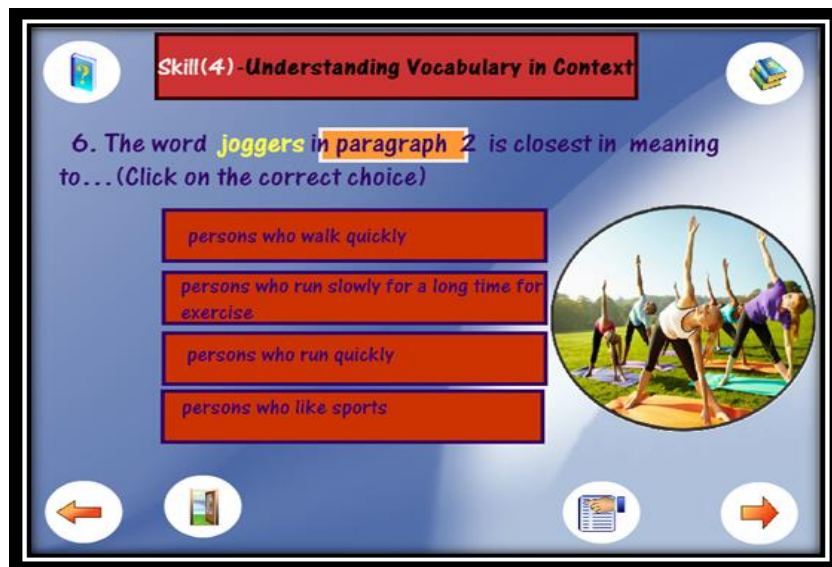 Skill(4)-Understanding Vocabulary in Context
6. The word joggers in paragraph 2 is closest in meaning
to...(Click on the correct choice)
persons who walk quickly
persons who run slowly for a long time for
exercise
persons who run quickly
persons who like sports